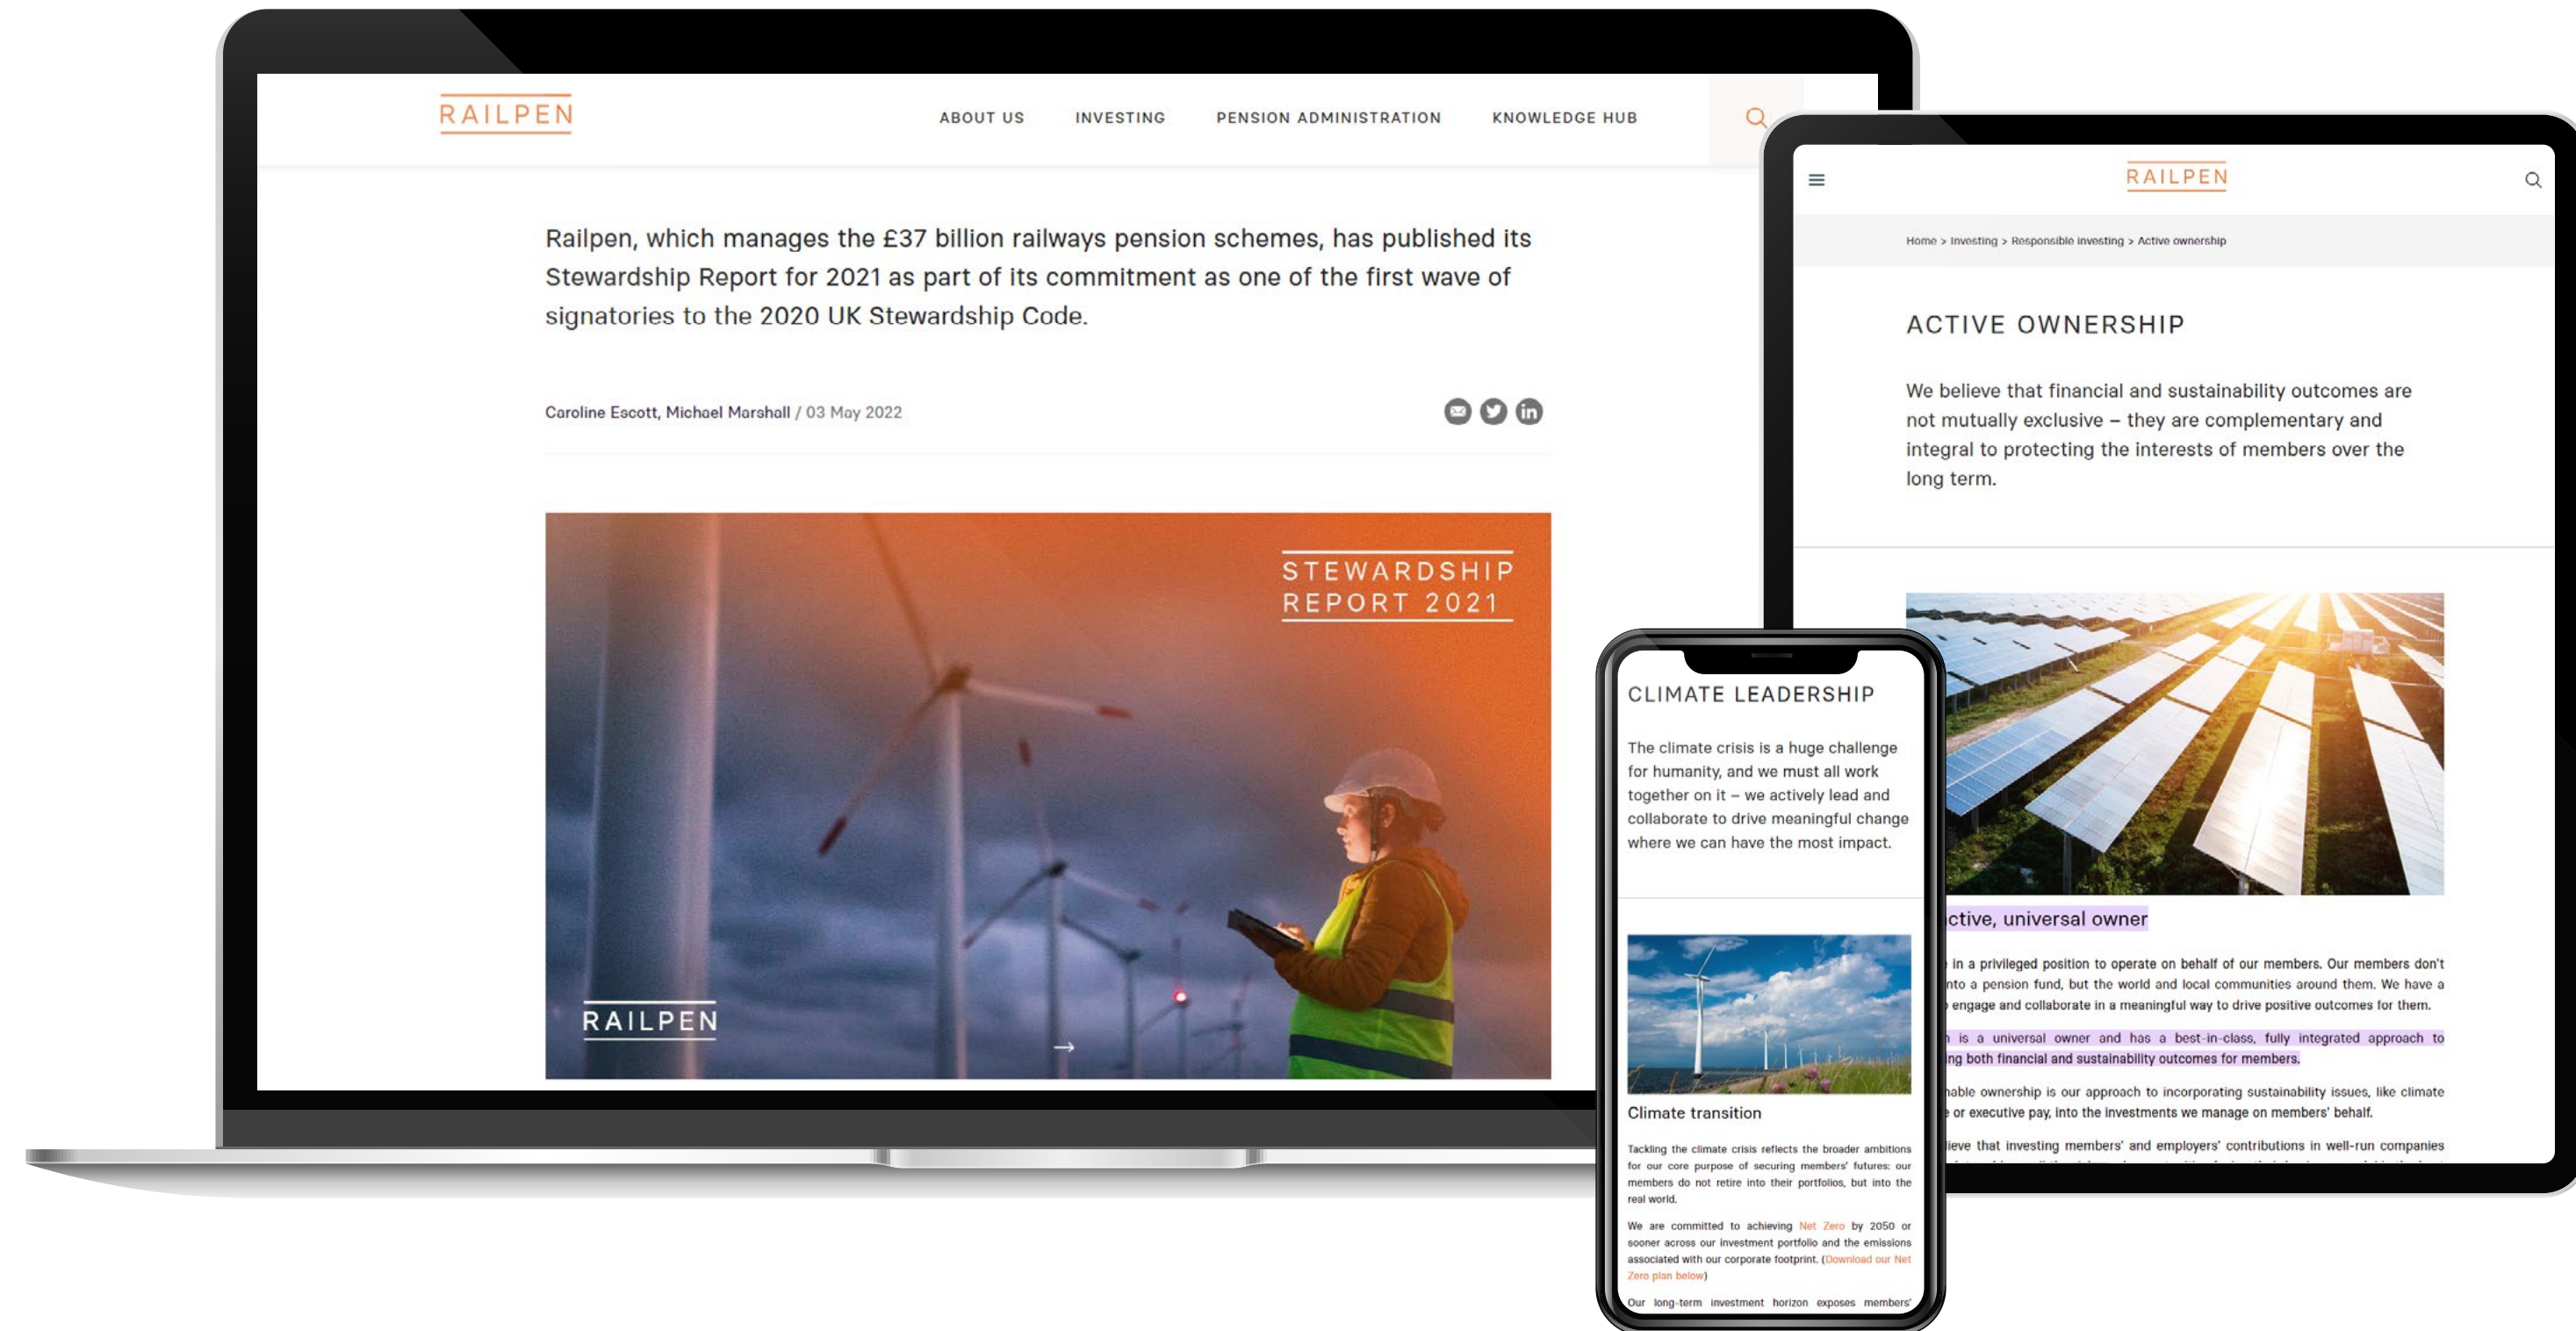 RAILPEN
ABOUT US
INVESTING
PENSION ADMINISTRATION
KNOWLEDGE HUB
Railpen, which manages the £37 billion railways pension schemes, has published its
Stewardship Report for 2021 as part of its commitment as one of the first wave of
signatories to the 2020 UK Stewardship Code.
Caroline Escott, Michael Marshall / 03 May 2022
in
STEWARDSHIP
REPORT 2021
RAILPEN
RAILPEN
Home > Investing > Responsible investing > Active ownership
ACTIVE OWNERSHIP
We believe that financial and sustainability outcomes are
not mutually exclusive – they are complementary and
integral to protecting the interests of members over the
long term.
ctive, universal owner
in a privileged position to operate on behalf of our members. Our members don't
nto a pension fund, but the world and local communities around them. We have a
engage and collaborate in a meaningful way to drive positive outcomes for them.
is a universal owner and has a best-in-class, fully integrated approach to
ing both financial and sustainability outcomes for members.
nable ownership is our approach to incorporating sustainability issues, like climate
or executive pay, into the investments we manage on members' behalf.
lieve that investing members' and employers' contributions in well-run companies
CLIMATE LEADERSHIP
The climate crisis is a huge challenge
for humanity, and we must all work
together on it – we actively lead and
collaborate to drive meaningful change
where we can have the most impact.
Climate transition
Tackling the climate crisis reflects the broader ambitions
for our core purpose of securing members' futures: our
members do not retire into their portfolios, but into the
real world.
We are committed to achieving Net Zero by 2050 or
sooner across our investment portfolio and the emissions
associated with our corporate footprint. (Download our Net
Zero plan below)
Our long-term investment horizon exposes members'